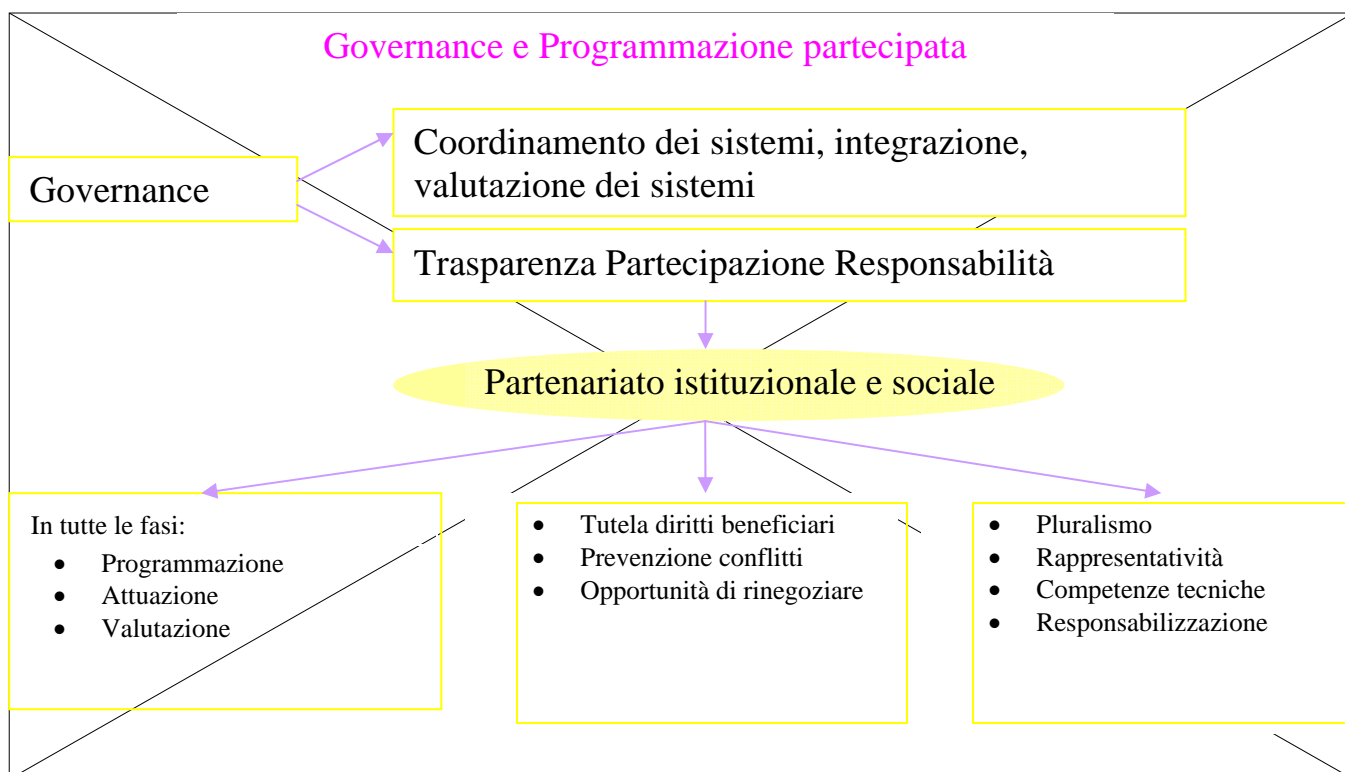 Governance e Programmazione partecipata
Coordinamento dei sistemi, integrazione,
valutazione dei sistemi
Governance
Trasparenza Partecipazione Responsabilità
Partenariato istituzionale e sociale
In tutte le fasi:
• Programmazione
• Attuazione
• Valutazione
• Tutela diritti beneficiari
• Prevenzione conflitti
• Opportunità di rinegoziare
• Pluralismo
• Rappresentatività
• Competenze tecniche
• Responsabilizzazione